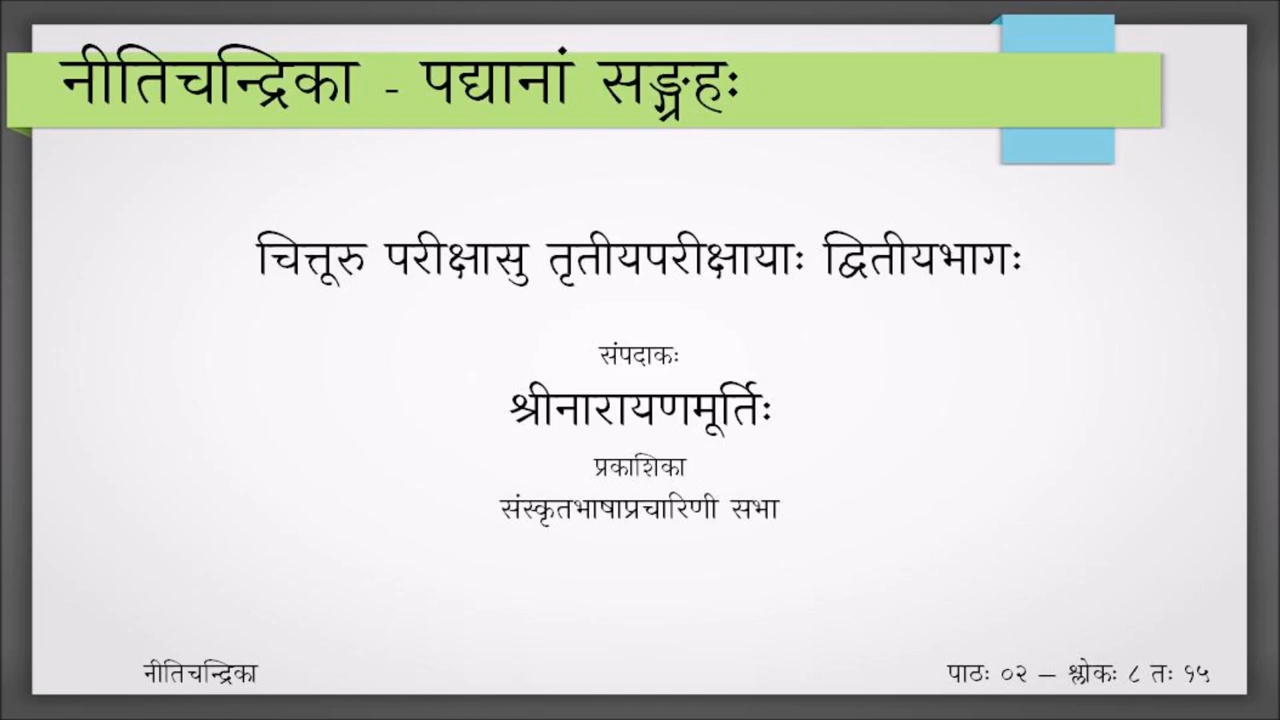 नीतिचन्द्रिका - पद्यानां सङ्ग्रहः
चित्तूरु परीक्षासु तृतीयपरीक्षायाः द्वितीयभागः
संपदाकः
श्रीनारायणमूर्तिः
प्रकाशिका
संस्कृतभाषाप्रचारिणी सभा
नीतिचन्द्रिका
पाठः ०२ – श्लोकः ८ तः १५